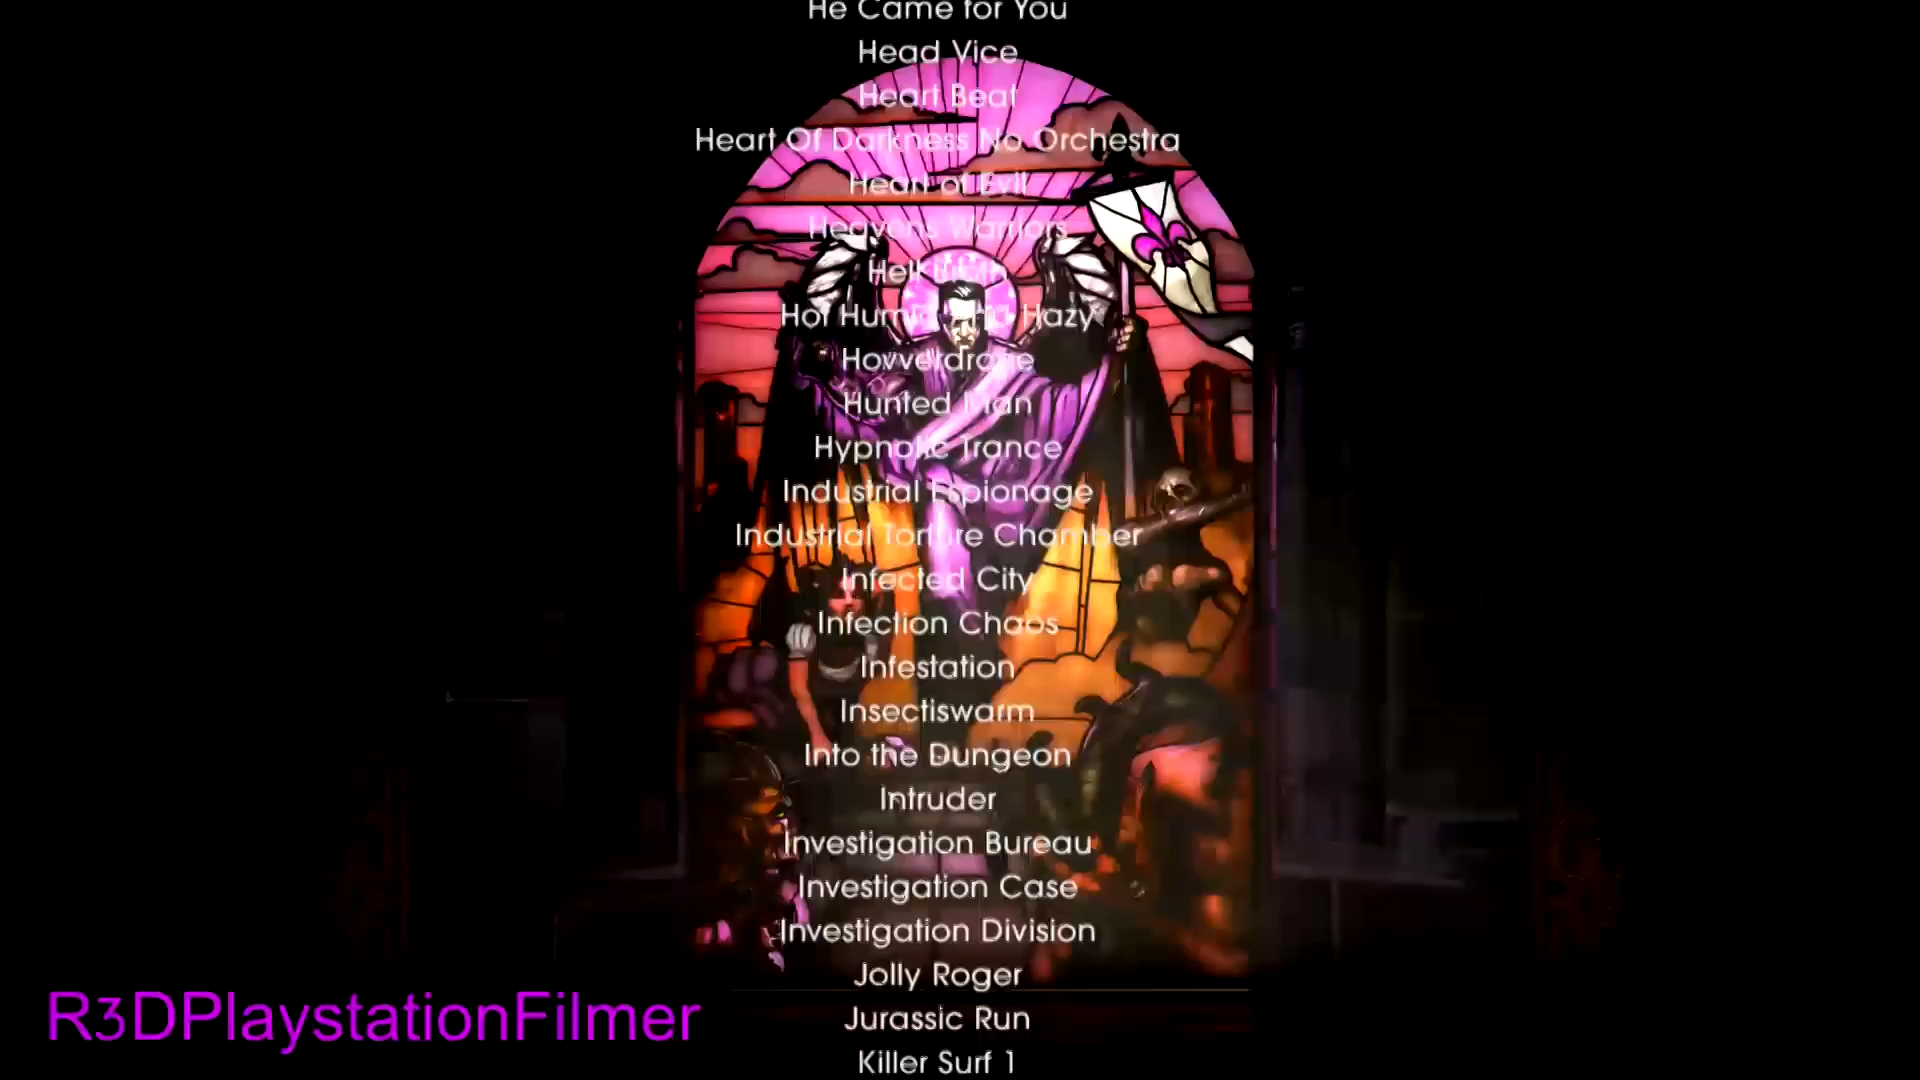 He Came for You
Head Vice
Heart Beat
Heart Of Darkness No Orchestra
Heart of Evil
Heavens Warriors
Hot Humid And Hazy
Hoverdrone
Hunted Man
Hypnotic Trance
Industrial Espionage
Industrial Torture Chamber
Infected City
Infection Chaos
Infestation
Insectiswarm
Into the Dungeon
Intruder
Investigation Bureau
Investigation Case
Investigation Division
Jolly Roger
Jurassic Run
Killer Surf 1
R3DPlaystationFilmer